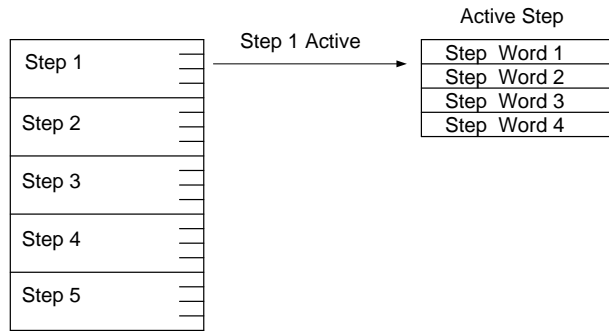 Active Step
Step 1 Active
Step 1
Step 2
Step 3
Step 4
Step 5
Step Word 1
Step Word 2
Step Word 3
Step Word 4